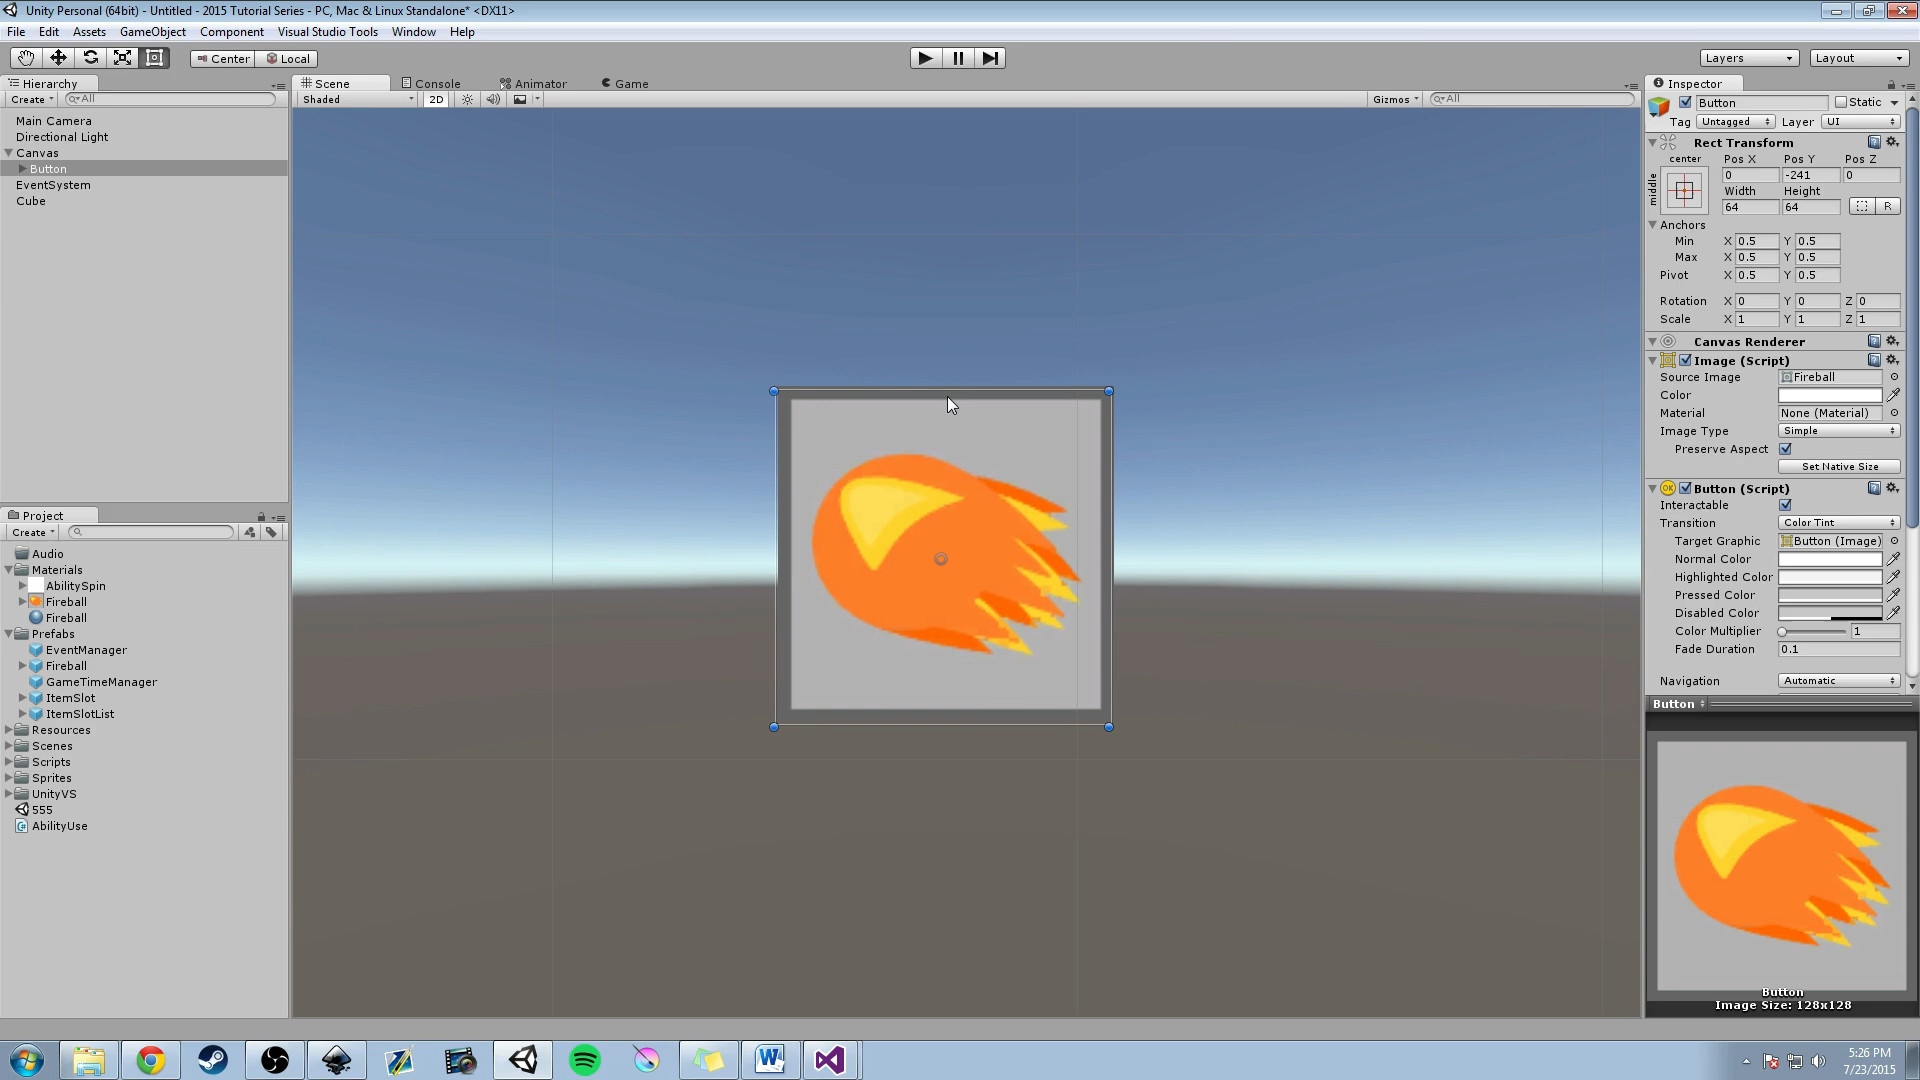 Unity Personal (64bit) - Untitled - 2015 Tutorial Series - PC, Mac & Linux Standalone* <DX11>
File Edit Assets GameObject Component Visual Studio Tools Window Help
Center Local Layers Layout
Hierarchy
Create All
Main Camera
Directional Light
Canvas
Button
EventSystem
Cube
Project
Create
Audio
Materials
AbilitySpin
Fireball
Fireball
Prefabs
EventManager
Fireball
GameTimeManager
ItemSlot
ItemSlotList
Resources
Scenes
Scripts
Sprites
UnityVS
555
AbilityUse
Scene Console Animator Game
Shaded 2D Gizmos All
Inspector
Button Static
Tag Untagged Layer UI
Rect Transform
center Pos X Pos Y Pos Z
middle 0 -241 0
Width Height
64 64 R
Anchors
Min X 0.5 Y 0.5
Max X 0.5 Y 0.5
Pivot X 0.5 Y 0.5
Rotation X 0 Y 0 Z 0
Scale X 1 Y 1 Z 1
Canvas Renderer
Image (Script)
Source Image Fireball
Color
Material None (Material)
Image Type Simple
Preserve Aspect
Set Native Size
OK Button (Script)
Interactable
Transition Color Tint
Target Graphic Button (Image)
Normal Color
Highlighted Color
Pressed Color
Disabled Color
Color Multiplier 1
Fade Duration 0.1
Navigation Automatic
Button
Button
Image Size: 128x128
5:26 PM
7/23/2015